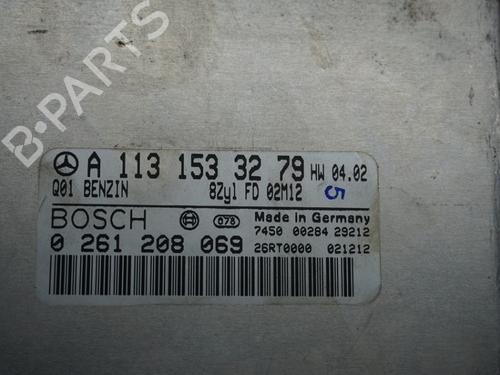 B-PARTS
A 113 153 32 79 HW 04.02
Q01 BENZIN 8Zyl FD 02M12 5
BOSCH 078 Made in Germany
7450 00284 29212
0 261 208 069 26RT0000 021212